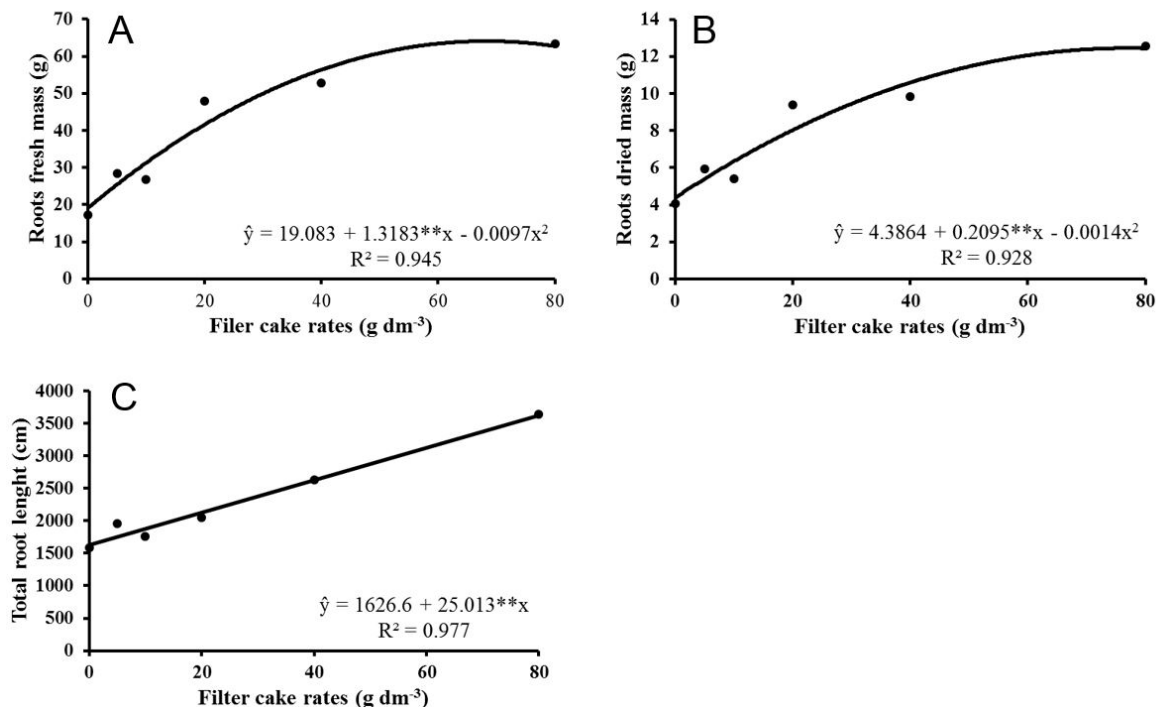 A
Roots fresh mass (g)
70
60
50
40
30
20
10
0
ŷ = 19.083 + 1.3183**x - 0.0097x²
R² = 0.945
0 20 40 60 80
Filer cake rates (g dm⁻³)
B
Roots dried mass (g)
14
12
10
8
6
4
2
0
ŷ = 4.3864 + 0.2095**x - 0.0014x²
R² = 0.928
0 20 40 60 80
Filter cake rates (g dm⁻³)
C
Total root lenght (cm)
4000
3500
3000
2500
2000
1500
1000
500
0
ŷ = 1626.6 + 25.013**x
R² = 0.977
0 20 40 60 80
Filter cake rates (g dm⁻³)